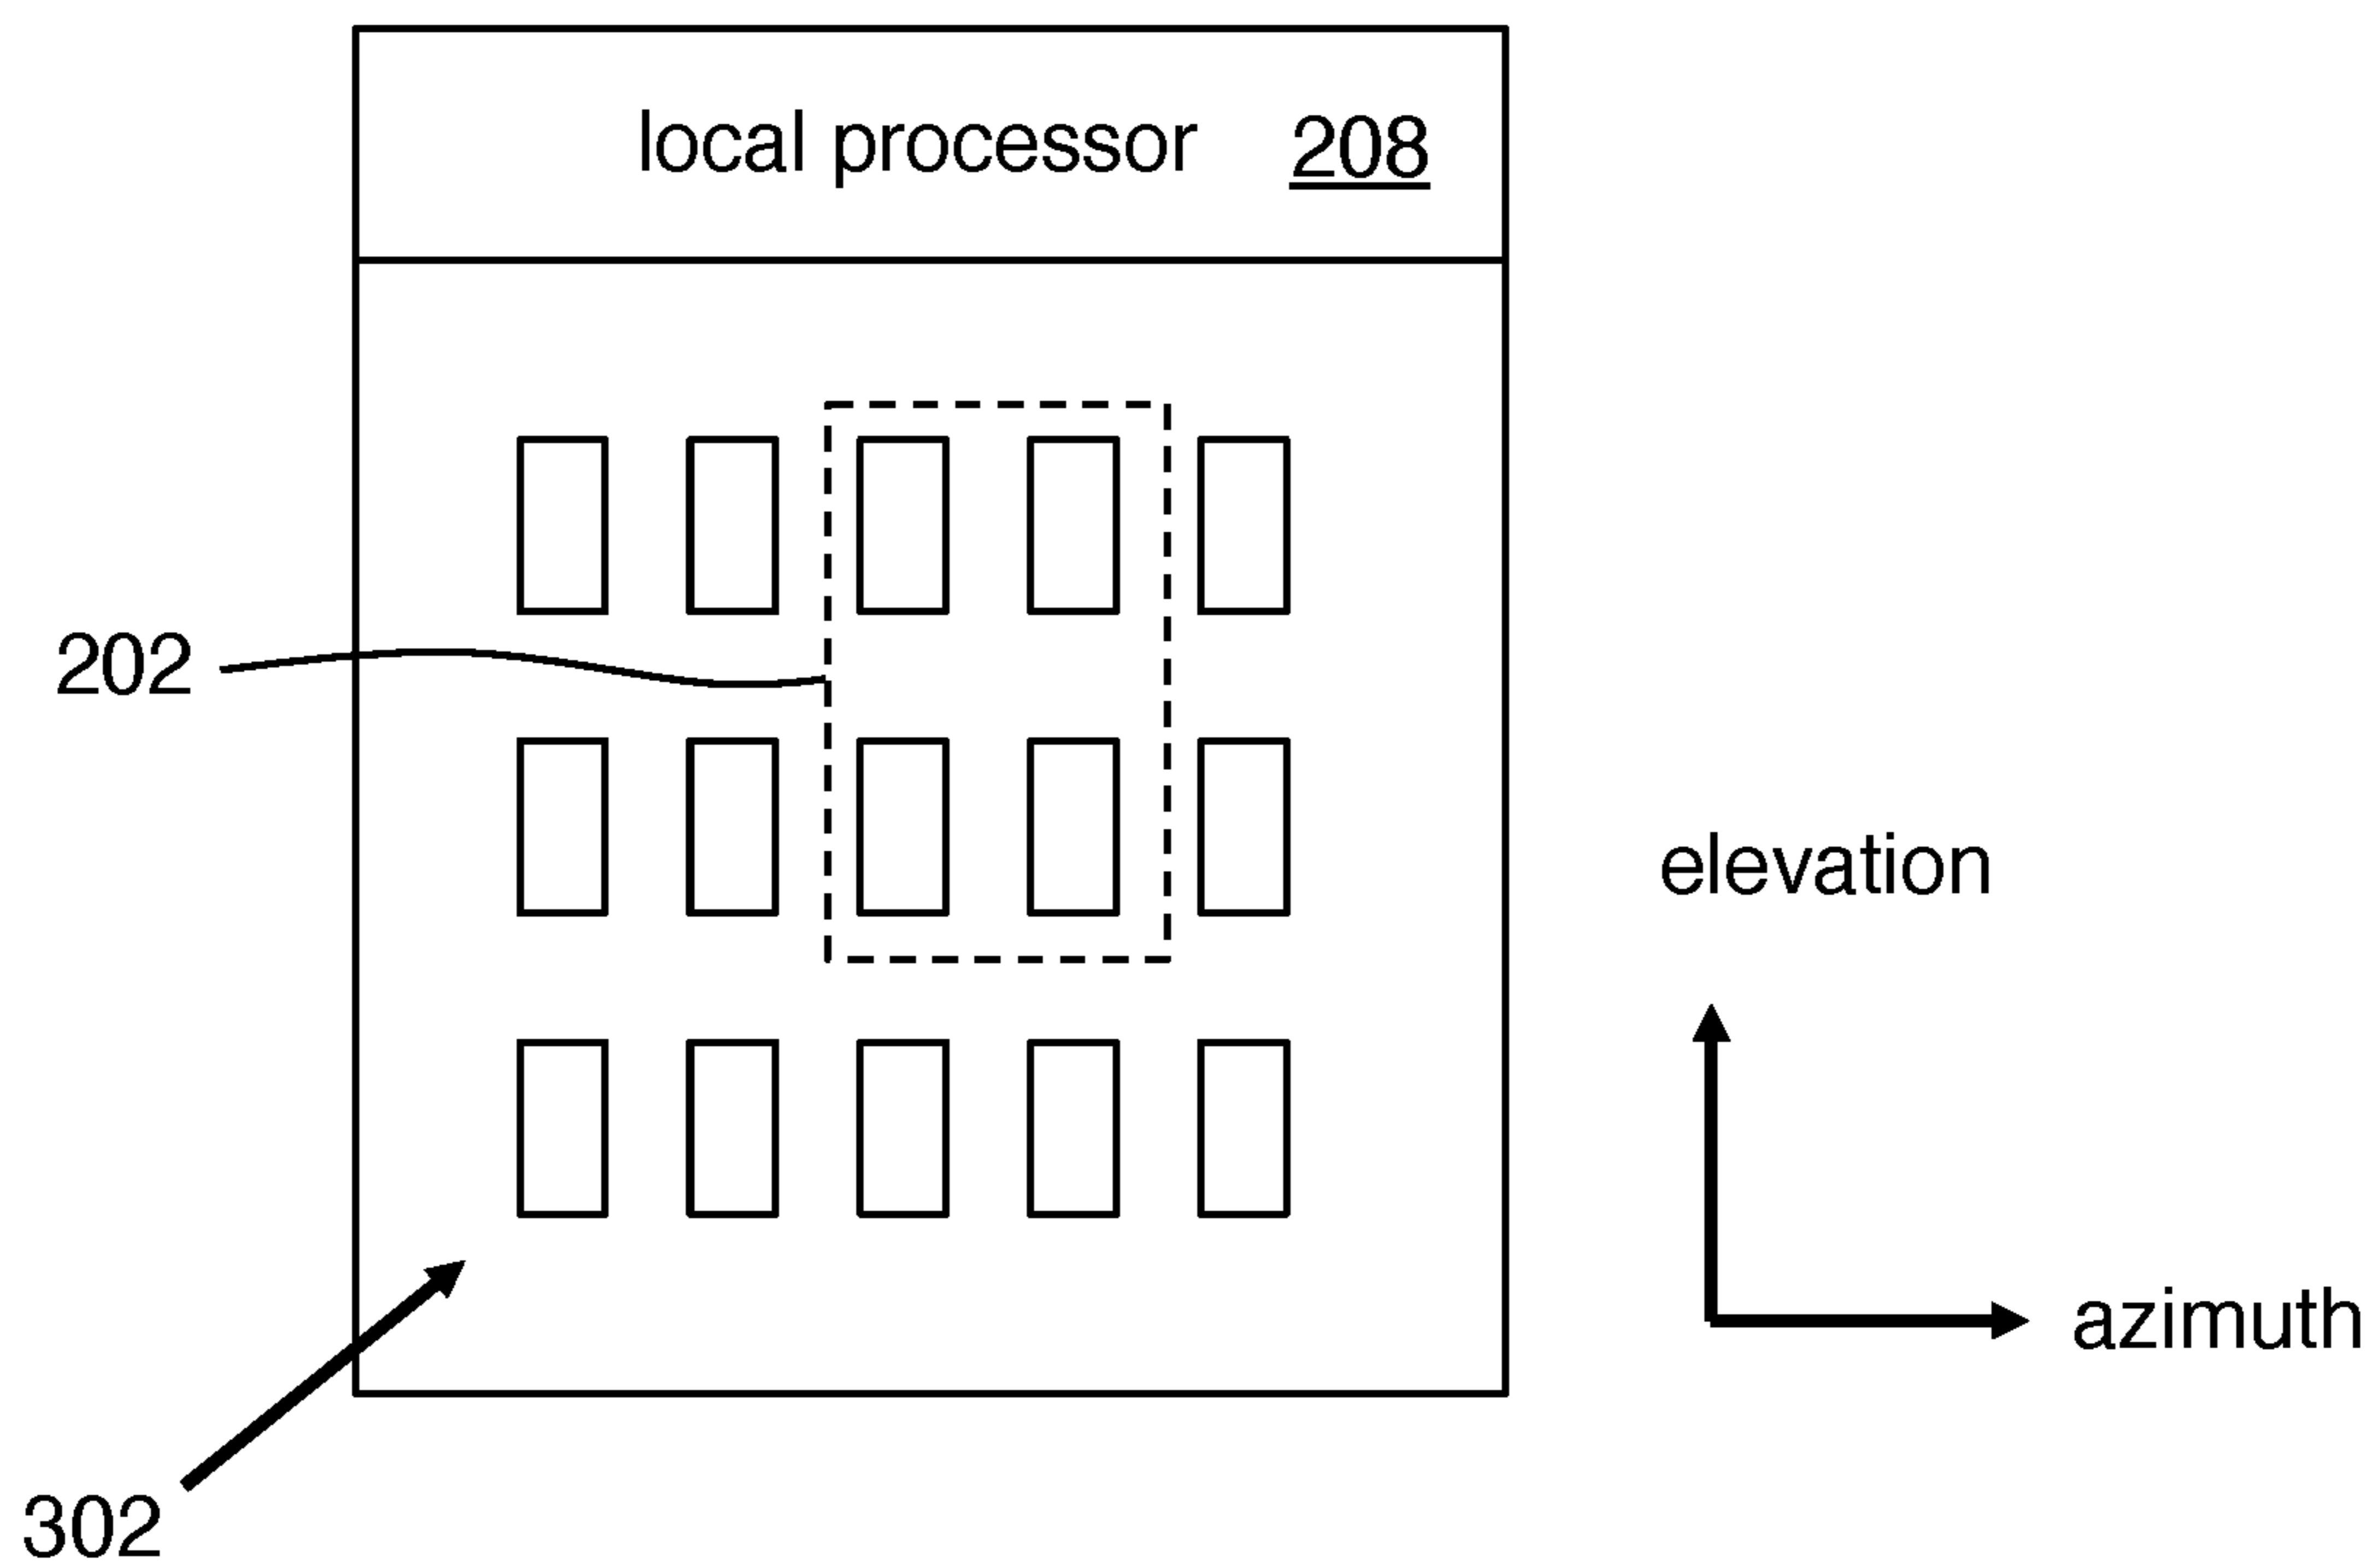 local processor 208
202
elevation
azimuth
302